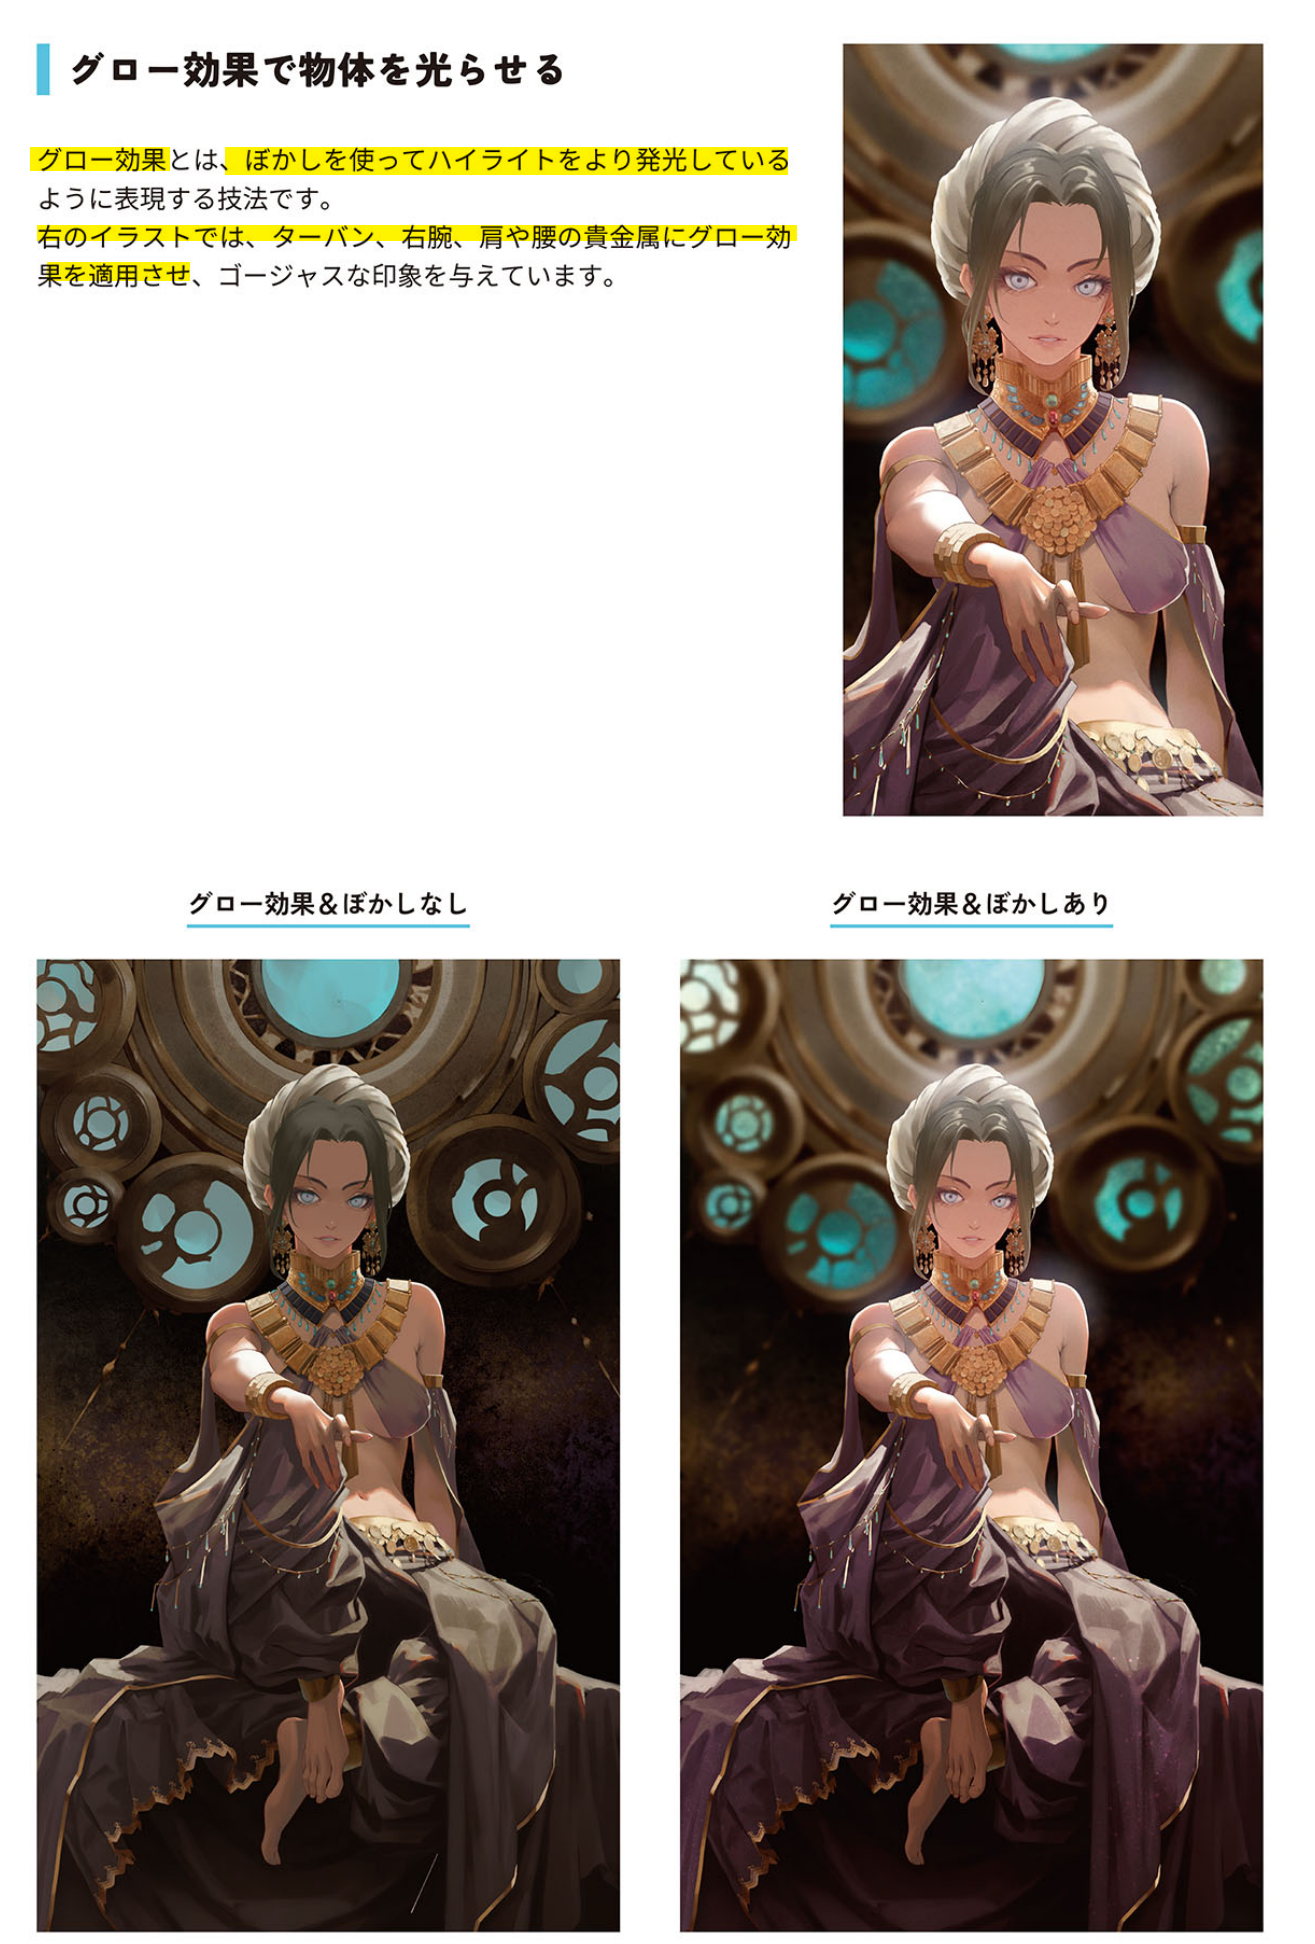 グロー効果で物体を光らせる
グロー効果とは、ぼかしを使ってハイライトをより発光している
ように表現する技法です。
右のイラストでは、ターバン、右腕、肩や腰の貴金属にグロー効
果を適用させ、ゴージャスな印象を与えています。
グロー効果＆ぼかしなし
グロー効果＆ぼかしあり